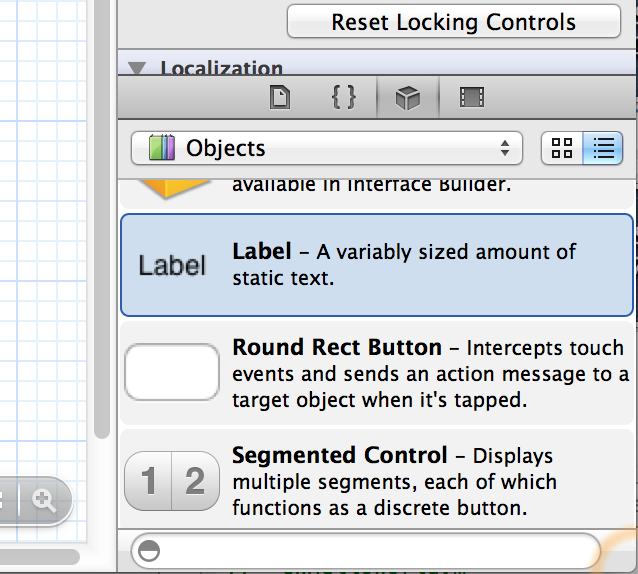 Reset Locking Controls
Localization
{ }
Objects
available in Interface Builder.
Label
Label – A variably sized amount of
static text.
Round Rect Button – Intercepts touch
events and sends an action message to a
target object when it's tapped.
1 2
Segmented Control – Displays
multiple segments, each of which
functions as a discrete button.